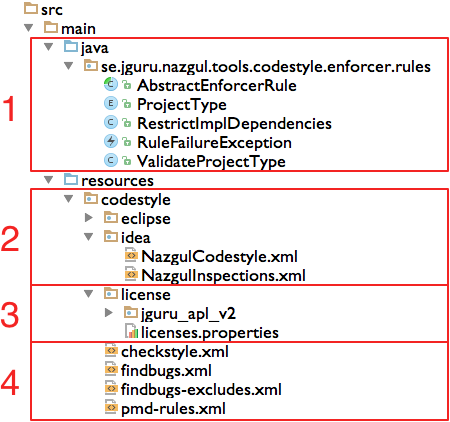 src
main
1
java
se.jguru.nazgul.tools.codestyle.enforcer.rules
C AbstractEnforcerRule
E ProjectType
C RestrictImplDependencies
RuleFailureException
C ValidateProjectType
resources
2
codestyle
eclipse
idea
NazgulCodestyle.xml
NazgulInspections.xml
3
license
jguru_apl_v2
licenses.properties
4
checkstyle.xml
findbugs.xml
findbugs-excludes.xml
pmd-rules.xml